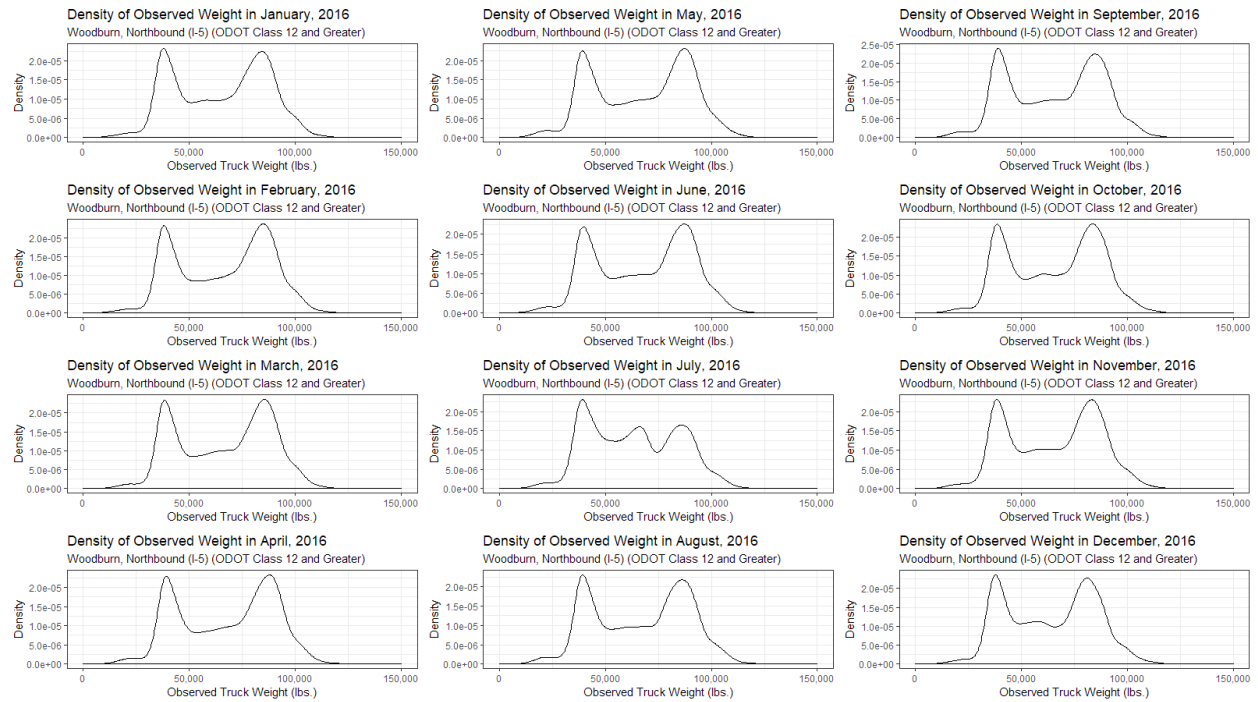 Density of Observed Weight in January, 2016
Woodburn, Northbound (I-5) (ODOT Class 12 and Greater)
2.0e-05
1.5e-05
1.0e-05
5.0e-06
0.0e+00
Density
0
50,000
100,000
150,000
Observed Truck Weight (lbs.)
Density of Observed Weight in May, 2016
Woodburn, Northbound (I-5) (ODOT Class 12 and Greater)
2.0e-05
1.5e-05
1.0e-05
5.0e-06
0.0e+00
Density
0
50,000
100,000
150,000
Observed Truck Weight (lbs.)
Density of Observed Weight in September, 2016
Woodburn, Northbound (I-5) (ODOT Class 12 and Greater)
2.5e-05
2.0e-05
1.5e-05
1.0e-05
5.0e-06
0.0e+00
Density
0
50,000
100,000
150,000
Observed Truck Weight (lbs.)
Density of Observed Weight in February, 2016
Woodburn, Northbound (I-5) (ODOT Class 12 and Greater)
2.0e-05
1.5e-05
1.0e-05
5.0e-06
0.0e+00
Density
0
50,000
100,000
150,000
Observed Truck Weight (lbs.)
Density of Observed Weight in June, 2016
Woodburn, Northbound (I-5) (ODOT Class 12 and Greater)
2.0e-05
1.5e-05
1.0e-05
5.0e-06
0.0e+00
Density
0
50,000
100,000
150,000
Observed Truck Weight (lbs.)
Density of Observed Weight in October, 2016
Woodburn, Northbound (I-5) (ODOT Class 12 and Greater)
2.0e-05
1.5e-05
1.0e-05
5.0e-06
0.0e+00
Density
0
50,000
100,000
150,000
Observed Truck Weight (lbs.)
Density of Observed Weight in March, 2016
Woodburn, Northbound (I-5) (ODOT Class 12 and Greater)
2.0e-05
1.5e-05
1.0e-05
5.0e-06
0.0e+00
Density
0
50,000
100,000
150,000
Observed Truck Weight (lbs.)
Density of Observed Weight in July, 2016
Woodburn, Northbound (I-5) (ODOT Class 12 and Greater)
2.0e-05
1.5e-05
1.0e-05
5.0e-06
0.0e+00
Density
0
50,000
100,000
150,000
Observed Truck Weight (lbs.)
Density of Observed Weight in November, 2016
Woodburn, Northbound (I-5) (ODOT Class 12 and Greater)
2.0e-05
1.5e-05
1.0e-05
5.0e-06
0.0e+00
Density
0
50,000
100,000
150,000
Observed Truck Weight (lbs.)
Density of Observed Weight in April, 2016
Woodburn, Northbound (I-5) (ODOT Class 12 and Greater)
2.0e-05
1.5e-05
1.0e-05
5.0e-06
0.0e+00
Density
0
50,000
100,000
150,000
Observed Truck Weight (lbs.)
Density of Observed Weight in August, 2016
Woodburn, Northbound (I-5) (ODOT Class 12 and Greater)
2.0e-05
1.5e-05
1.0e-05
5.0e-06
0.0e+00
Density
0
50,000
100,000
150,000
Observed Truck Weight (lbs.)
Density of Observed Weight in December, 2016
Woodburn, Northbound (I-5) (ODOT Class 12 and Greater)
2.0e-05
1.5e-05
1.0e-05
5.0e-06
0.0e+00
Density
0
50,000
100,000
150,000
Observed Truck Weight (lbs.)